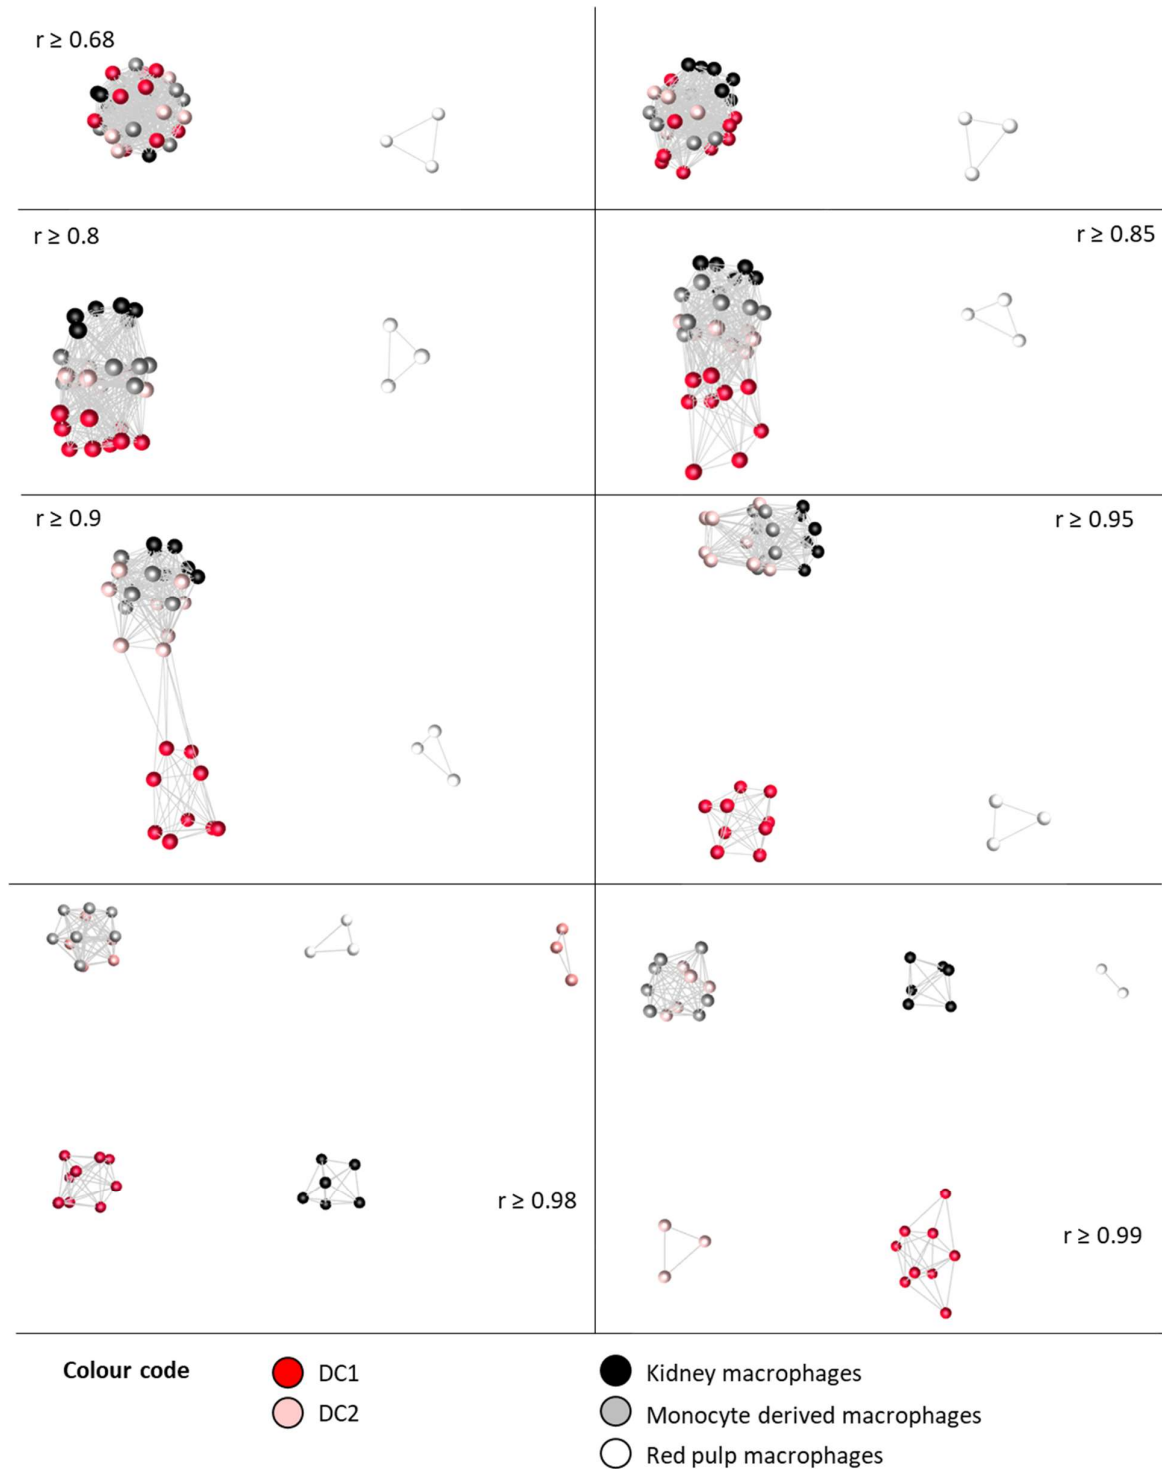 r ≥ 0.68
r ≥ 0.8
r ≥ 0.85
r ≥ 0.9
r ≥ 0.95
r ≥ 0.98
r ≥ 0.99
Colour code
DC1
DC2
Kidney macrophages
Monocyte derived macrophages
Red pulp macrophages